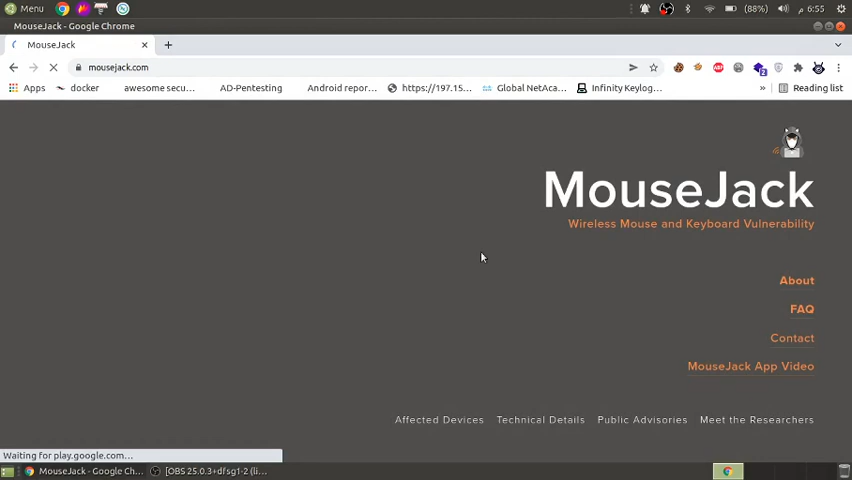 Menu
(88%)
6:55 م
MouseJack - Google Chrome
MouseJack
mousejack.com
ABP
2
Apps
docker
awesome secu...
AD-Pentesting
Android repor...
https://197.15...
Global NetAca...
Infinity Keylog...
»
Reading list
MouseJack
Wireless Mouse and Keyboard Vulnerability
About
FAQ
Contact
MouseJack App Video
Affected Devices
Technical Details
Public Advisories
Meet the Researchers
Waiting for play.google.com...
MouseJack - Google Ch...
[OBS 25.0.3+dfsg1-2 (li...